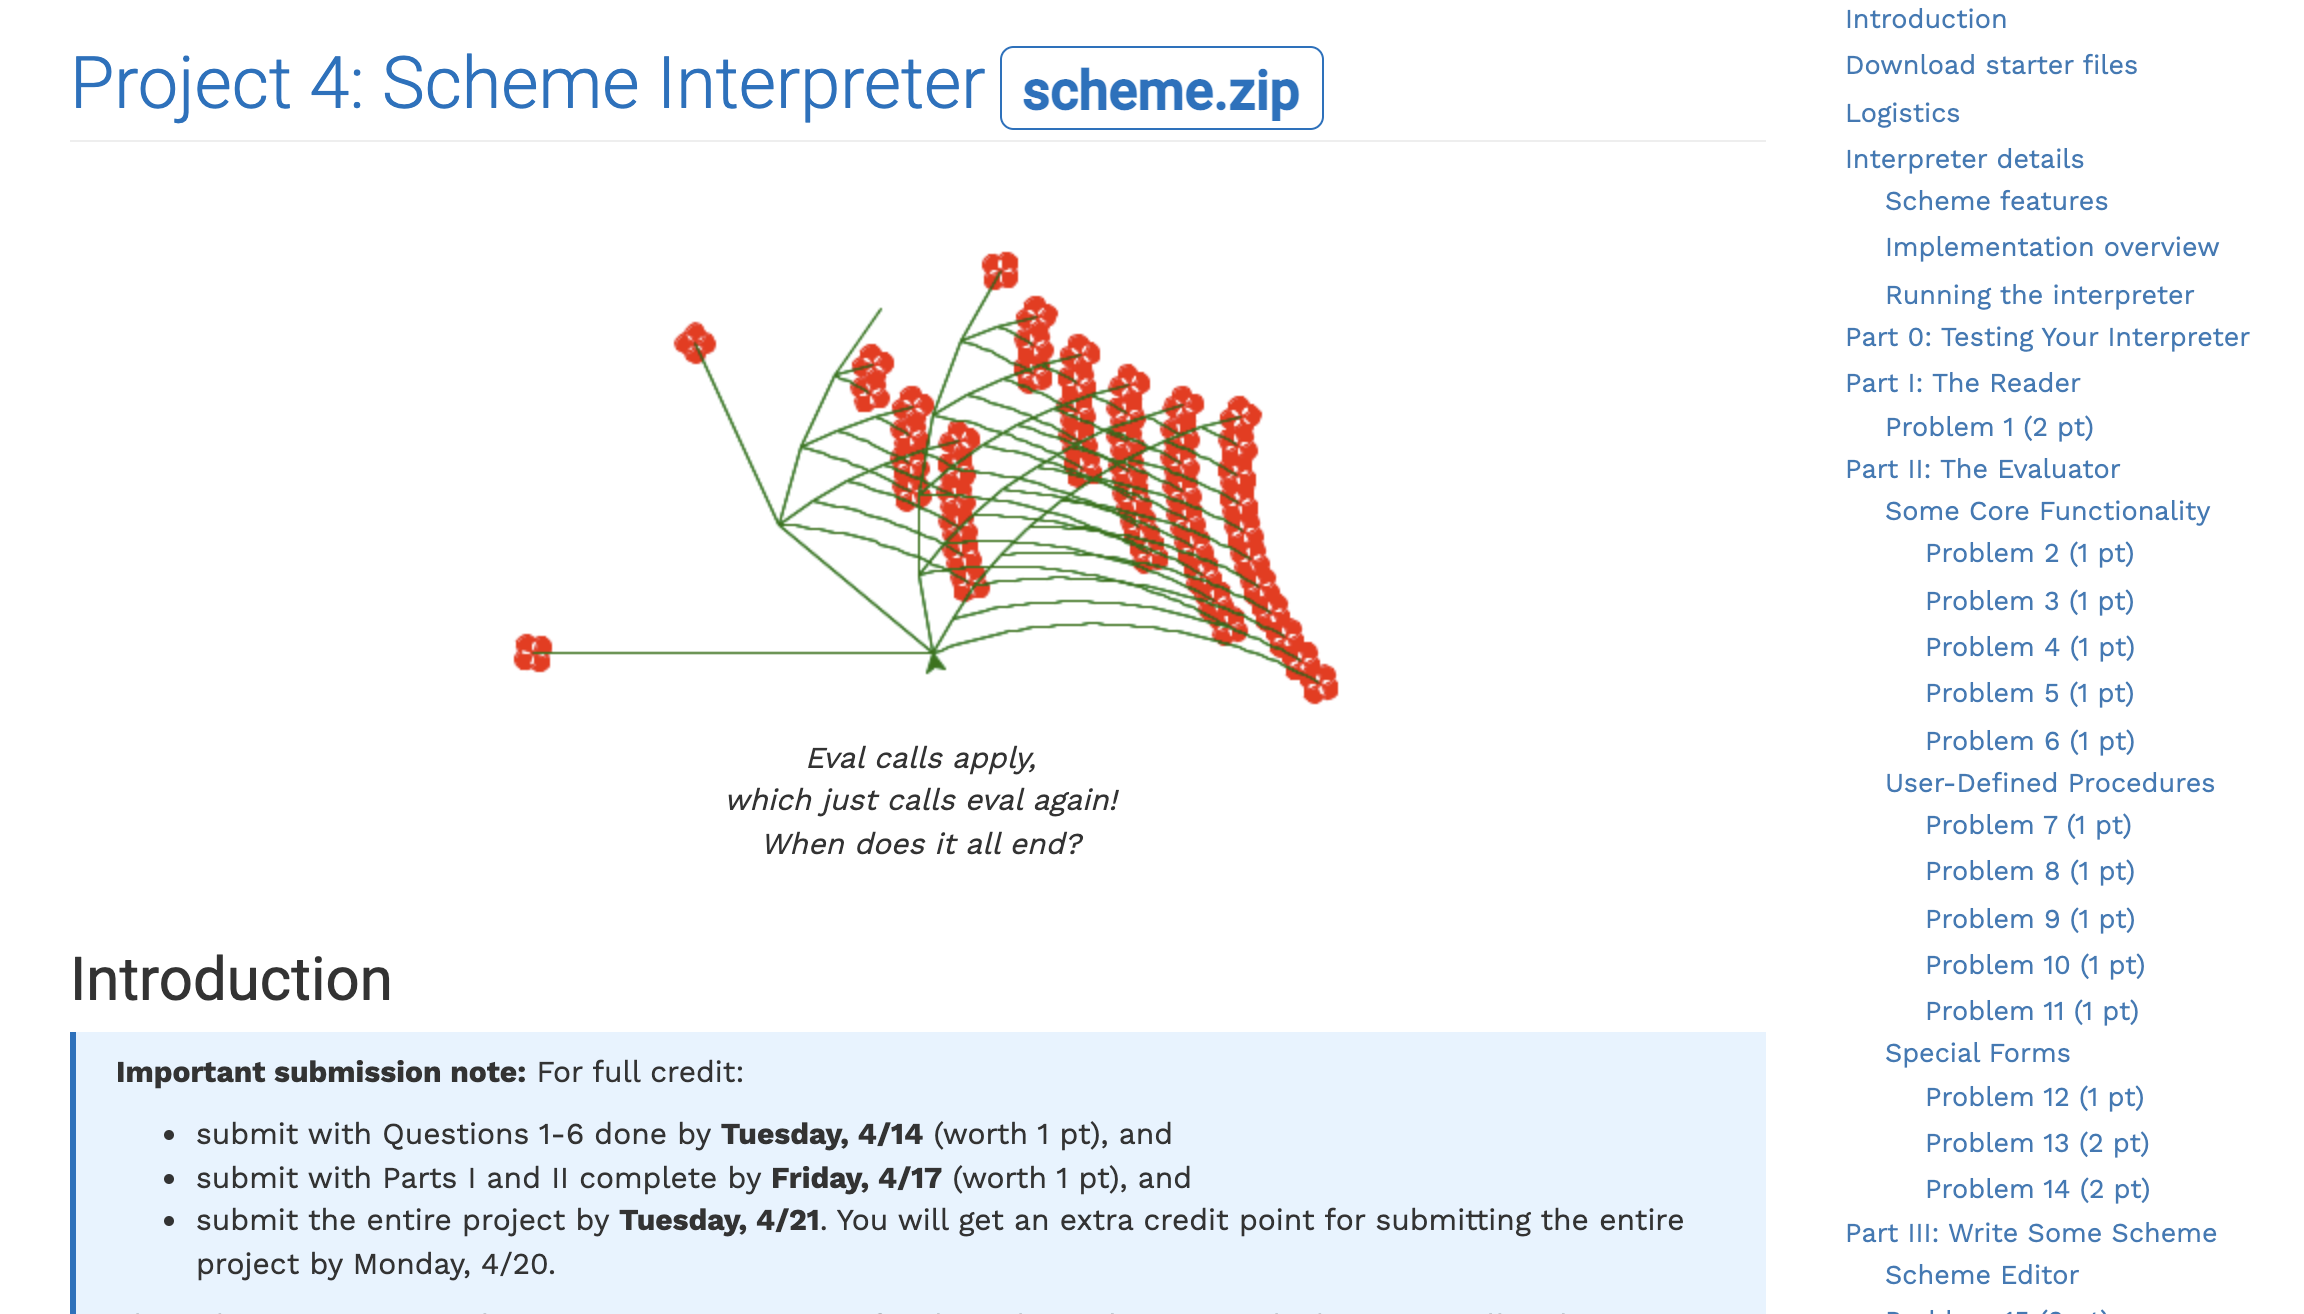 Project 4: Scheme Interpreter scheme.zip
Eval calls apply,
which just calls eval again!
When does it all end?
Introduction
Important submission note: For full credit:
• submit with Questions 1-6 done by Tuesday, 4/14 (worth 1 pt), and
• submit with Parts I and II complete by Friday, 4/17 (worth 1 pt), and
• submit the entire project by Tuesday, 4/21. You will get an extra credit point for submitting the entire
project by Monday, 4/20.
Introduction
Download starter files
Logistics
Interpreter details
Scheme features
Implementation overview
Running the interpreter
Part 0: Testing Your Interpreter
Part I: The Reader
Problem 1 (2 pt)
Part II: The Evaluator
Some Core Functionality
Problem 2 (1 pt)
Problem 3 (1 pt)
Problem 4 (1 pt)
Problem 5 (1 pt)
Problem 6 (1 pt)
User-Defined Procedures
Problem 7 (1 pt)
Problem 8 (1 pt)
Problem 9 (1 pt)
Problem 10 (1 pt)
Problem 11 (1 pt)
Special Forms
Problem 12 (1 pt)
Problem 13 (2 pt)
Problem 14 (2 pt)
Part III: Write Some Scheme
Scheme Editor